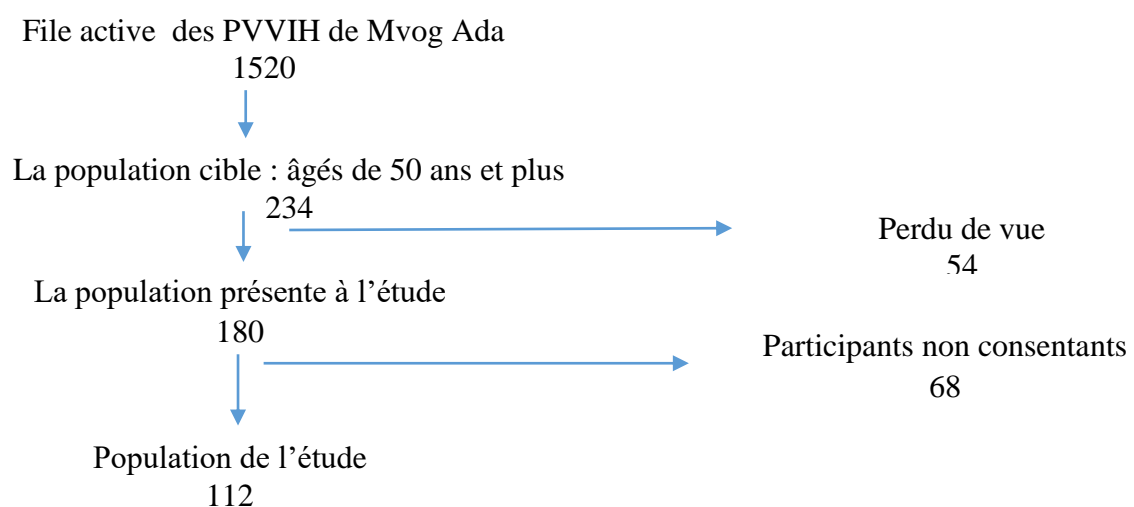 File active des PVVIH de Mvog Ada
1520
La population cible : âgés de 50 ans et plus
234
Perdu de vue
54
La population présente à l’étude
180
Participants non consentants
68
Population de l’étude
112